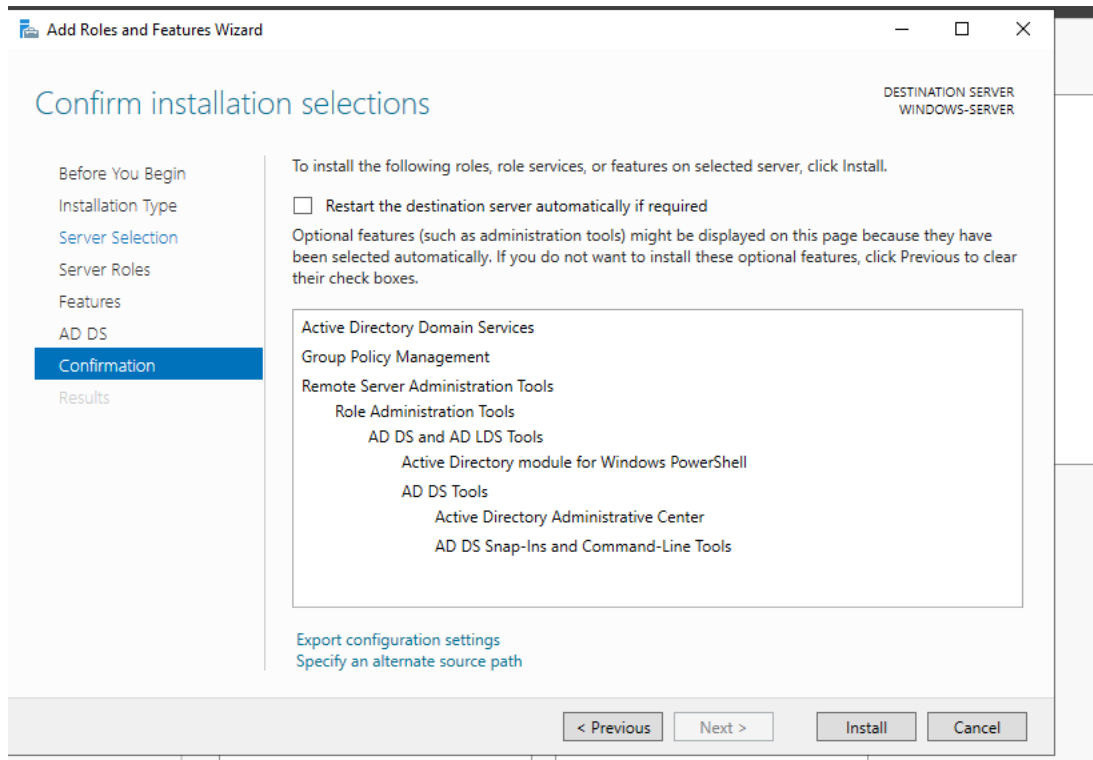 Add Roles and Features Wizard
Confirm installation selections
DESTINATION SERVER
WINDOWS-SERVER
Before You Begin
Installation Type
Server Selection
Server Roles
Features
AD DS
Confirmation
Results
To install the following roles, role services, or features on selected server, click Install.
Restart the destination server automatically if required
Optional features (such as administration tools) might be displayed on this page because they have
been selected automatically. If you do not want to install these optional features, click Previous to clear
their check boxes.
Active Directory Domain Services
Group Policy Management
Remote Server Administration Tools
Role Administration Tools
AD DS and AD LDS Tools
Active Directory module for Windows PowerShell
AD DS Tools
Active Directory Administrative Center
AD DS Snap-Ins and Command-Line Tools
Export configuration settings
Specify an alternate source path
< Previous
Next >
Install
Cancel